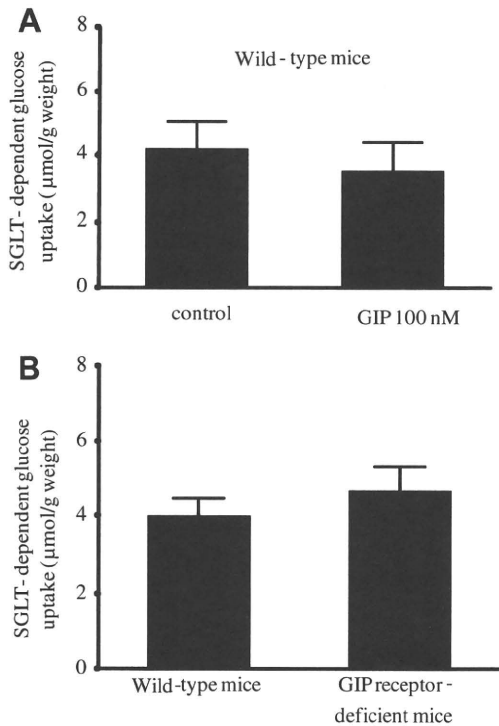 A
8
6
4
2
0
SGLT- dependent glucose
uptake ( µmol/g weight)
Wild - type mice
control
GIP 100 nM
B
8
6
4
2
0
SGLT- dependent glucose
uptake (µmol/g weight)
Wild-type mice
GIP receptor -
deficient mice